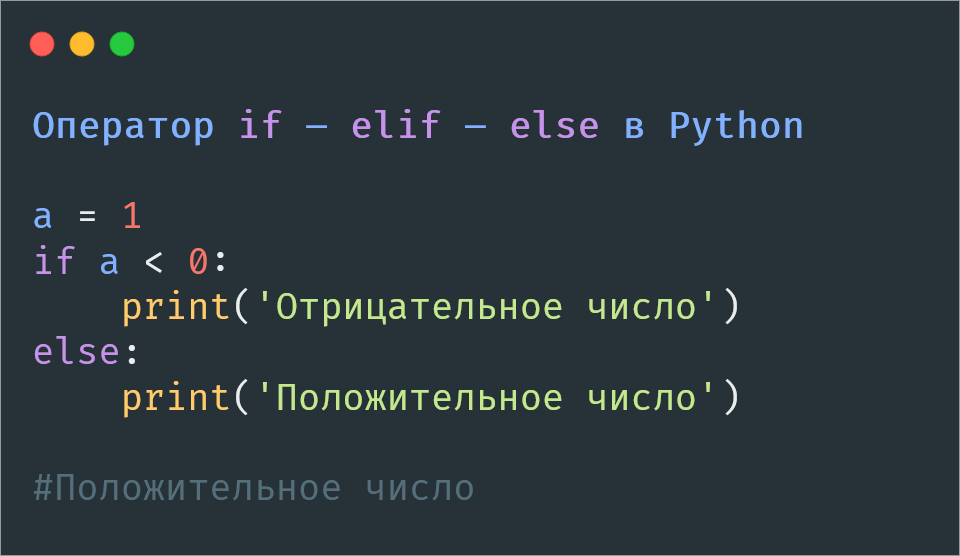 Оператор if — elif — else в Python
a = 1
if a < 0:
    print('Отрицательное число')
else:
    print('Положительное число')
#Положительное число